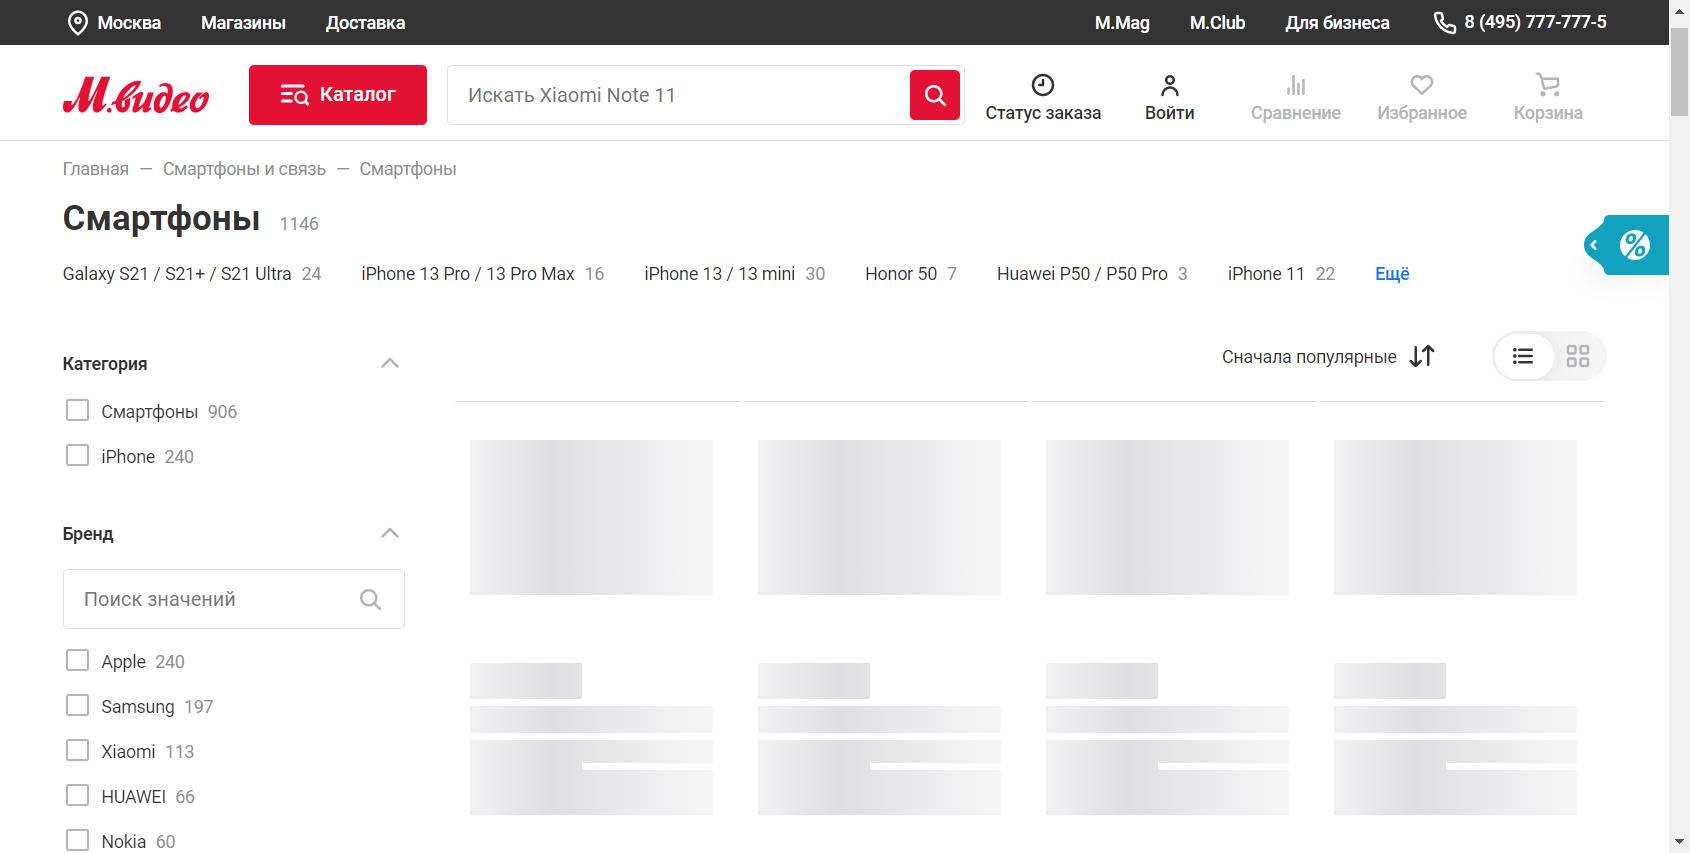 Москва Магазины Доставка M.Mag M.Club Для бизнеса 8 (495) 777-777-5
М.видео Каталог Искать Xiaomi Note 11 Статус заказа Войти Сравнение Избранное Корзина
Главная — Смартфоны и связь — Смартфоны
Смартфоны 1146
Galaxy S21 / S21+ / S21 Ultra 24 iPhone 13 Pro / 13 Pro Max 16 iPhone 13 / 13 mini 30 Honor 50 7 Huawei P50 / P50 Pro 3 iPhone 11 22 Ещё
Сначала популярные
Категория
Смартфоны 906
iPhone 240
Бренд
Поиск значений
Apple 240
Samsung 197
Xiaomi 113
HUAWEI 66
Nokia 60